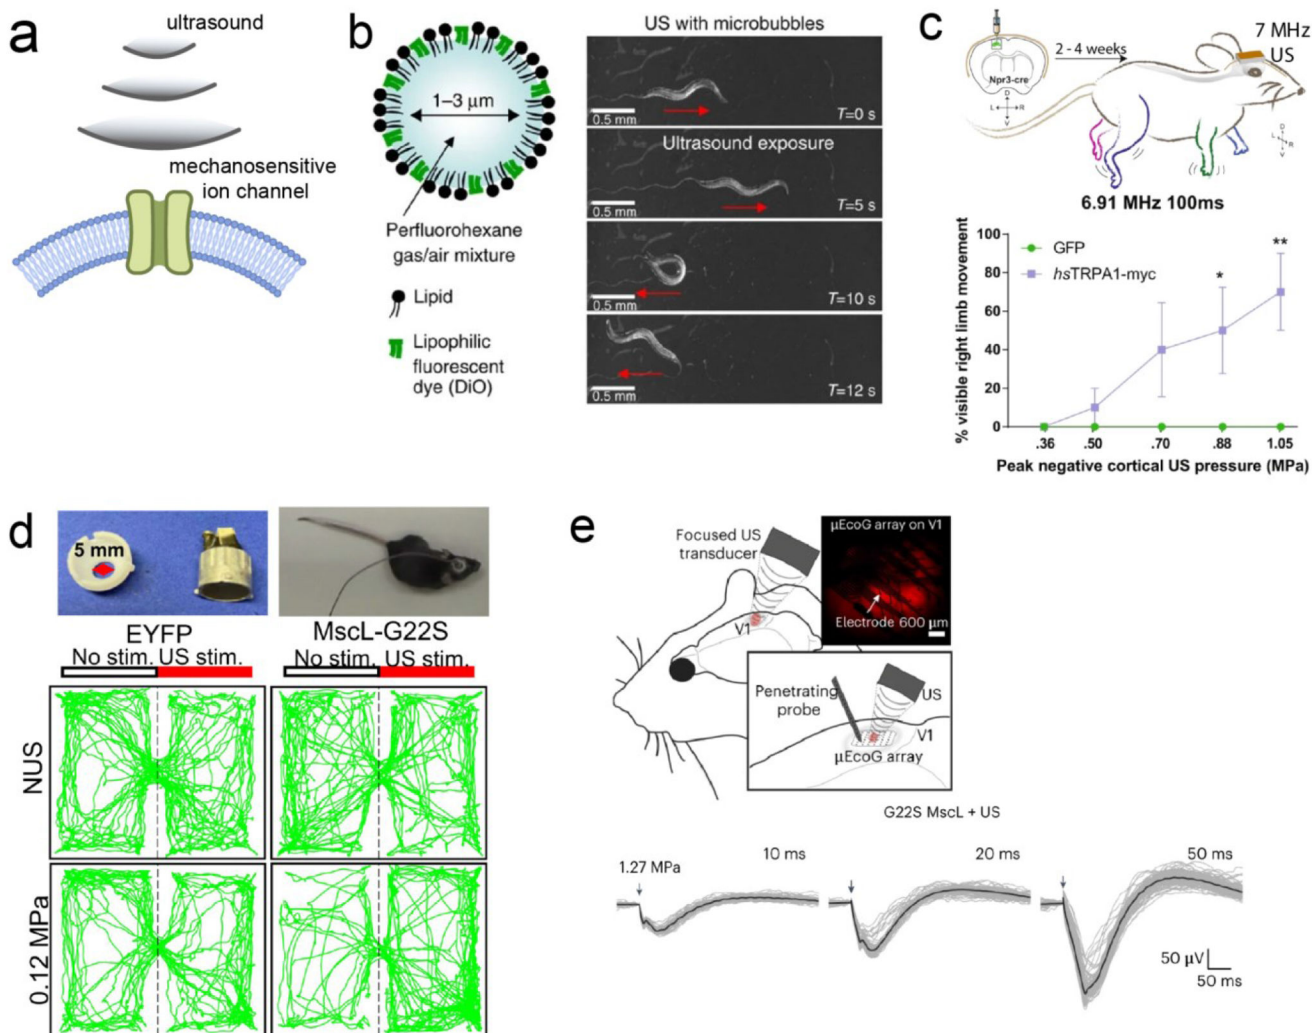 a
ultrasound
mechanosensitive
ion channel
b
1–3 μm
Perfluorohexane
gas/air mixture
Lipid
Lipophilic
fluorescent
dye (DiO)
US with microbubbles
0.5 mm
T=0 s
Ultrasound exposure
0.5 mm
T=5 s
0.5 mm
T=10 s
0.5 mm
T=12 s
c
2 - 4 weeks
7 MHz
US
Npr3-cre
D
L
R
V
D
L
R
V
6.91 MHz 100ms
% visible right limb movement
100
80
60
40
20
0
GFP
hsTRPA1-myc
*
**
.36
.50
.70
.88
1.05
Peak negative cortical US pressure (MPa)
d
5 mm
EYFP
MscL-G22S
No stim. US stim.
No stim. US stim.
NUS
0.12 MPa
e
Focused US
transducer
V1
μEcoG array on V1
Electrode 600 μm
Penetrating
probe
US
V1
μEcoG array
G22S MscL + US
1.27 MPa
10 ms
20 ms
50 ms
50 μV
50 ms